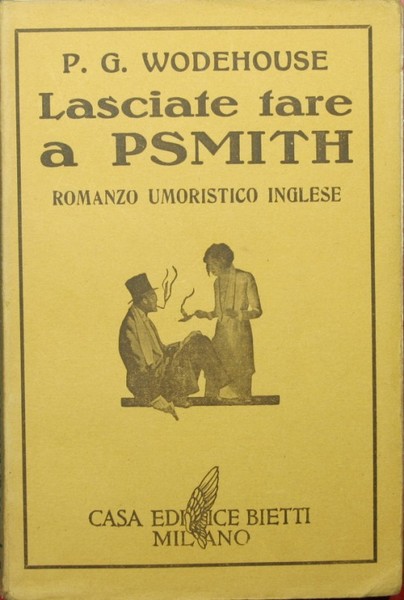 P. G. WODEHOUSE
Lasciate fare
a PSMITH
ROMANZO UMORISTICO INGLESE
CASA EDITRICE BIETTI
MILANO